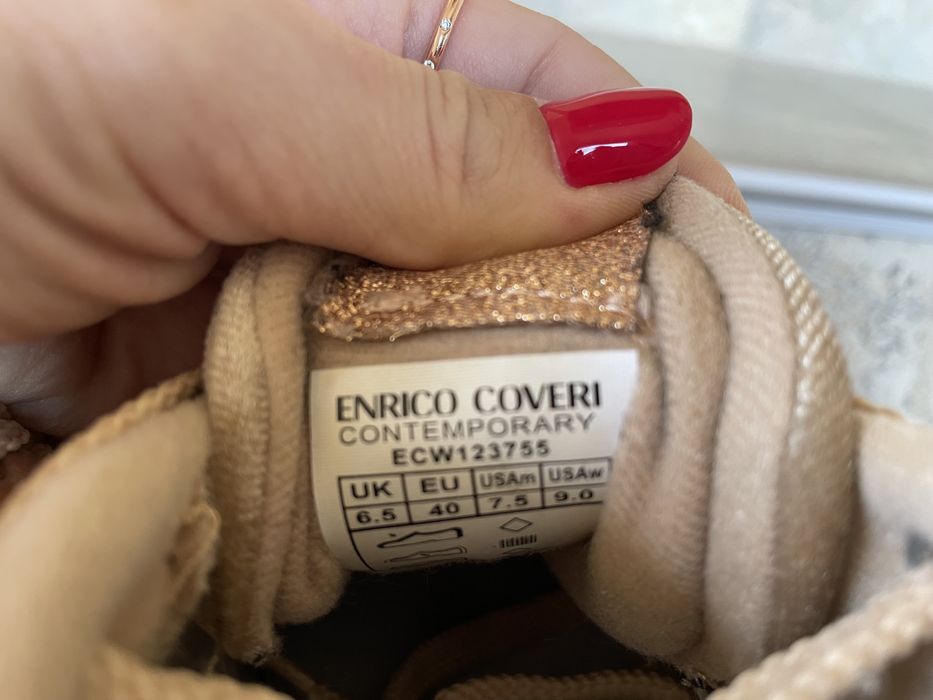 ENRICO COVERI
CONTEMPORARY
ECW123755
UK EU USAm USAw
6.5 40 7.5 9.0